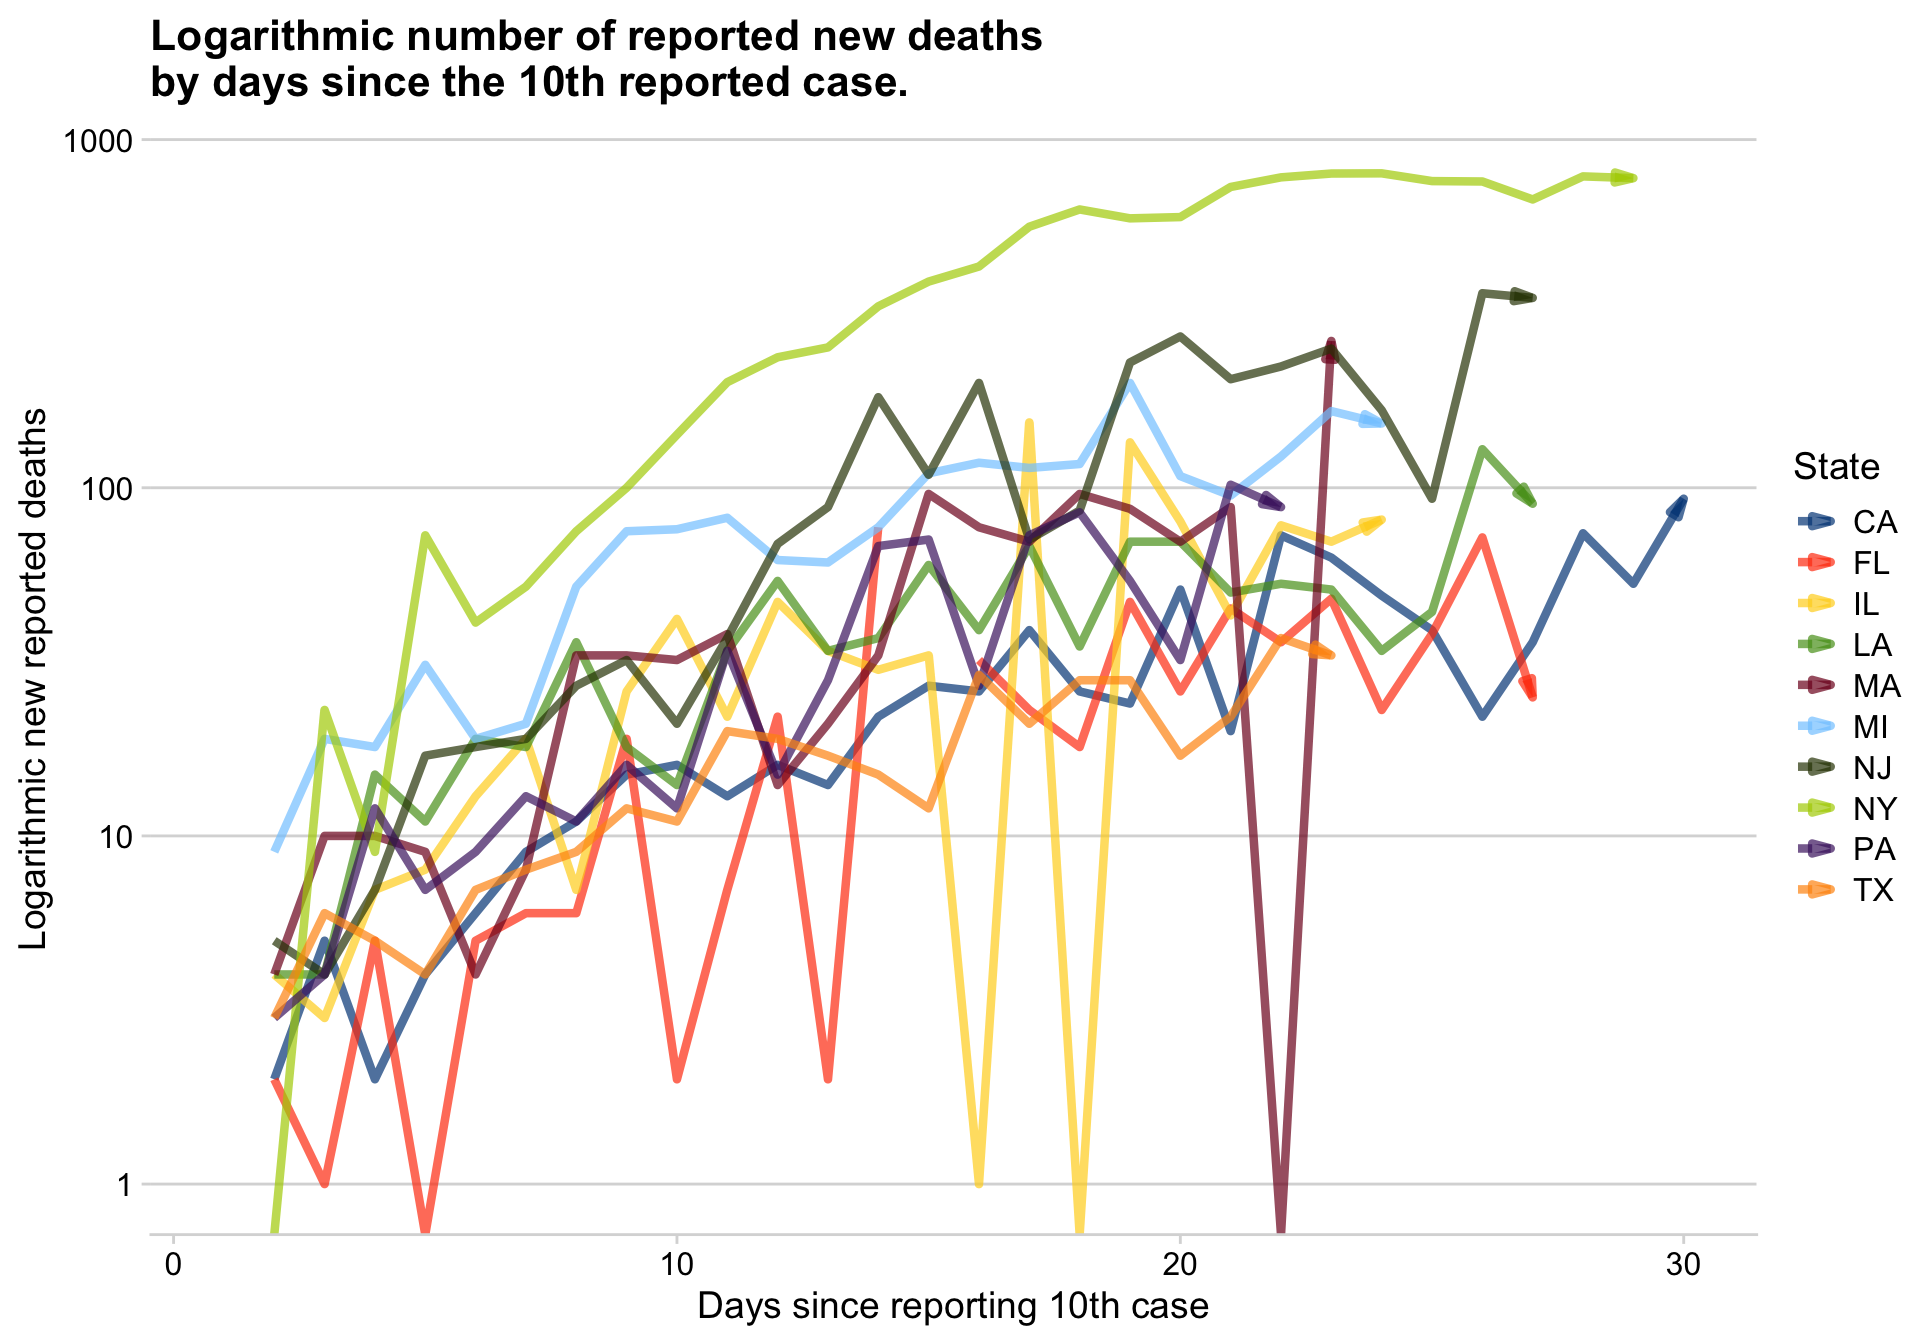 Logarithmic number of reported new deaths
by days since the 10th reported case.
1000
100
10
1
Logarithmic new reported deaths
0
10
20
30
Days since reporting 10th case
State
CA
FL
IL
LA
MA
MI
NJ
NY
PA
TX